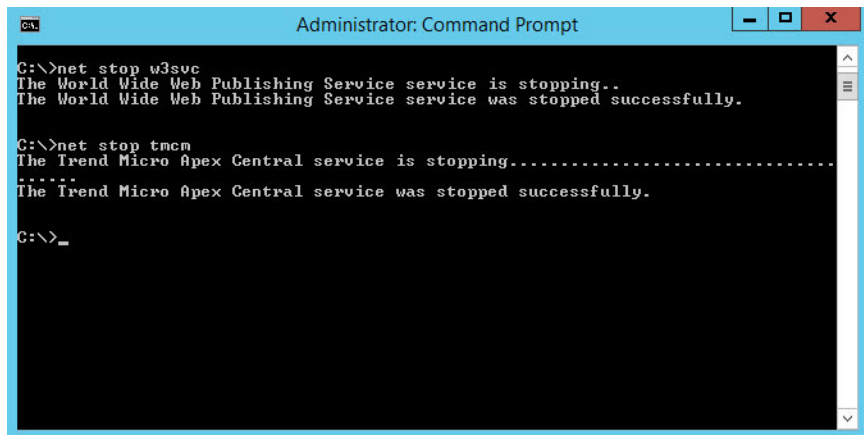 Administrator: Command Prompt
C:\>net stop w3svc
The World Wide Web Publishing Service service is stopping..
The World Wide Web Publishing Service service was stopped successfully.
C:\>net stop tmcm
The Trend Micro Apex Central service is stopping.................................
......
The Trend Micro Apex Central service was stopped successfully.
C:\>_